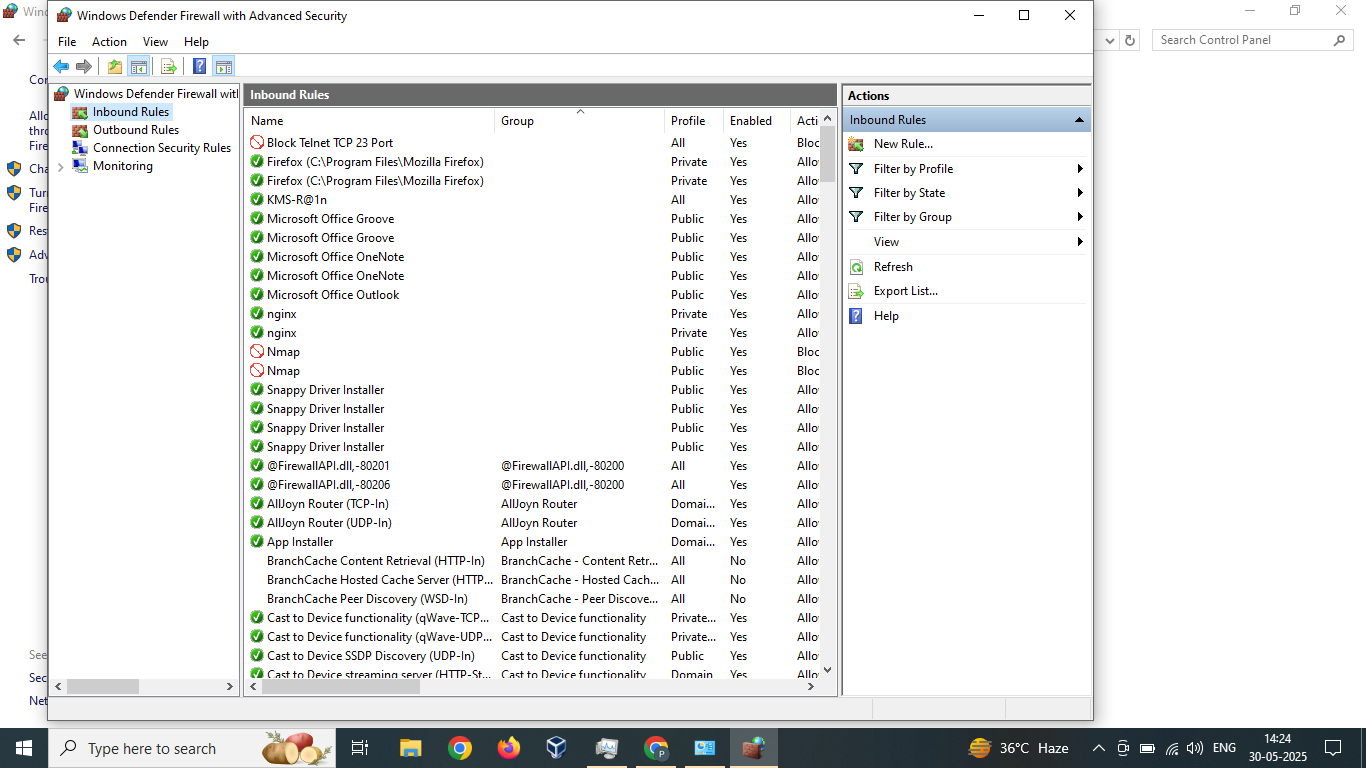 Wind
Windows Defender Firewall with Advanced Security
File Action View Help
Search Control Panel
Windows Defender Firewall with
Inbound Rules
Outbound Rules
Connection Security Rules
Monitoring
Inbound Rules
Name Group Profile Enabled Acti
Block Telnet TCP 23 Port All Yes Bloc
Firefox (C:\Program Files\Mozilla Firefox) Private Yes Allo
Firefox (C:\Program Files\Mozilla Firefox) Private Yes Allo
KMS-R@1n All Yes Allo
Microsoft Office Groove Public Yes Allo
Microsoft Office Groove Public Yes Allo
Microsoft Office OneNote Public Yes Allo
Microsoft Office OneNote Public Yes Allo
Microsoft Office Outlook Public Yes Allo
nginx Private Yes Allo
nginx Private Yes Allo
Nmap Public Yes Bloc
Nmap Public Yes Bloc
Snappy Driver Installer Public Yes Allo
Snappy Driver Installer Public Yes Allo
Snappy Driver Installer Public Yes Allo
Snappy Driver Installer Public Yes Allo
@FirewallAPI.dll,-80201 @FirewallAPI.dll,-80200 All Yes Allo
@FirewallAPI.dll,-80206 @FirewallAPI.dll,-80200 All Yes Allo
AllJoyn Router (TCP-In) AllJoyn Router Domai... Yes Allo
AllJoyn Router (UDP-In) AllJoyn Router Domai... Yes Allo
App Installer App Installer Domai... Yes Allo
BranchCache Content Retrieval (HTTP-In) BranchCache - Content Retr... All No Allo
BranchCache Hosted Cache Server (HTTP... BranchCache - Hosted Cach... All No Allo
BranchCache Peer Discovery (WSD-In) BranchCache - Peer Discove... All No Allo
Cast to Device functionality (qWave-TCP... Cast to Device functionality Private... Yes Allo
Cast to Device functionality (qWave-UDP... Cast to Device functionality Private... Yes Allo
Cast to Device SSDP Discovery (UDP-In) Cast to Device functionality Public Yes Allo
Cast to Device streaming server (HTTP-St... Cast to Device functionality Domain Yes Allo
Actions
Inbound Rules
New Rule...
Filter by Profile
Filter by State
Filter by Group
View
Refresh
Export List...
Help
Con
Allo
thro
Fire
Cha
Turn
Fire
Res
Adv
Trou
See
Sec
Net
Type here to search
36°C Haze
ENG
14:24
30-05-2025